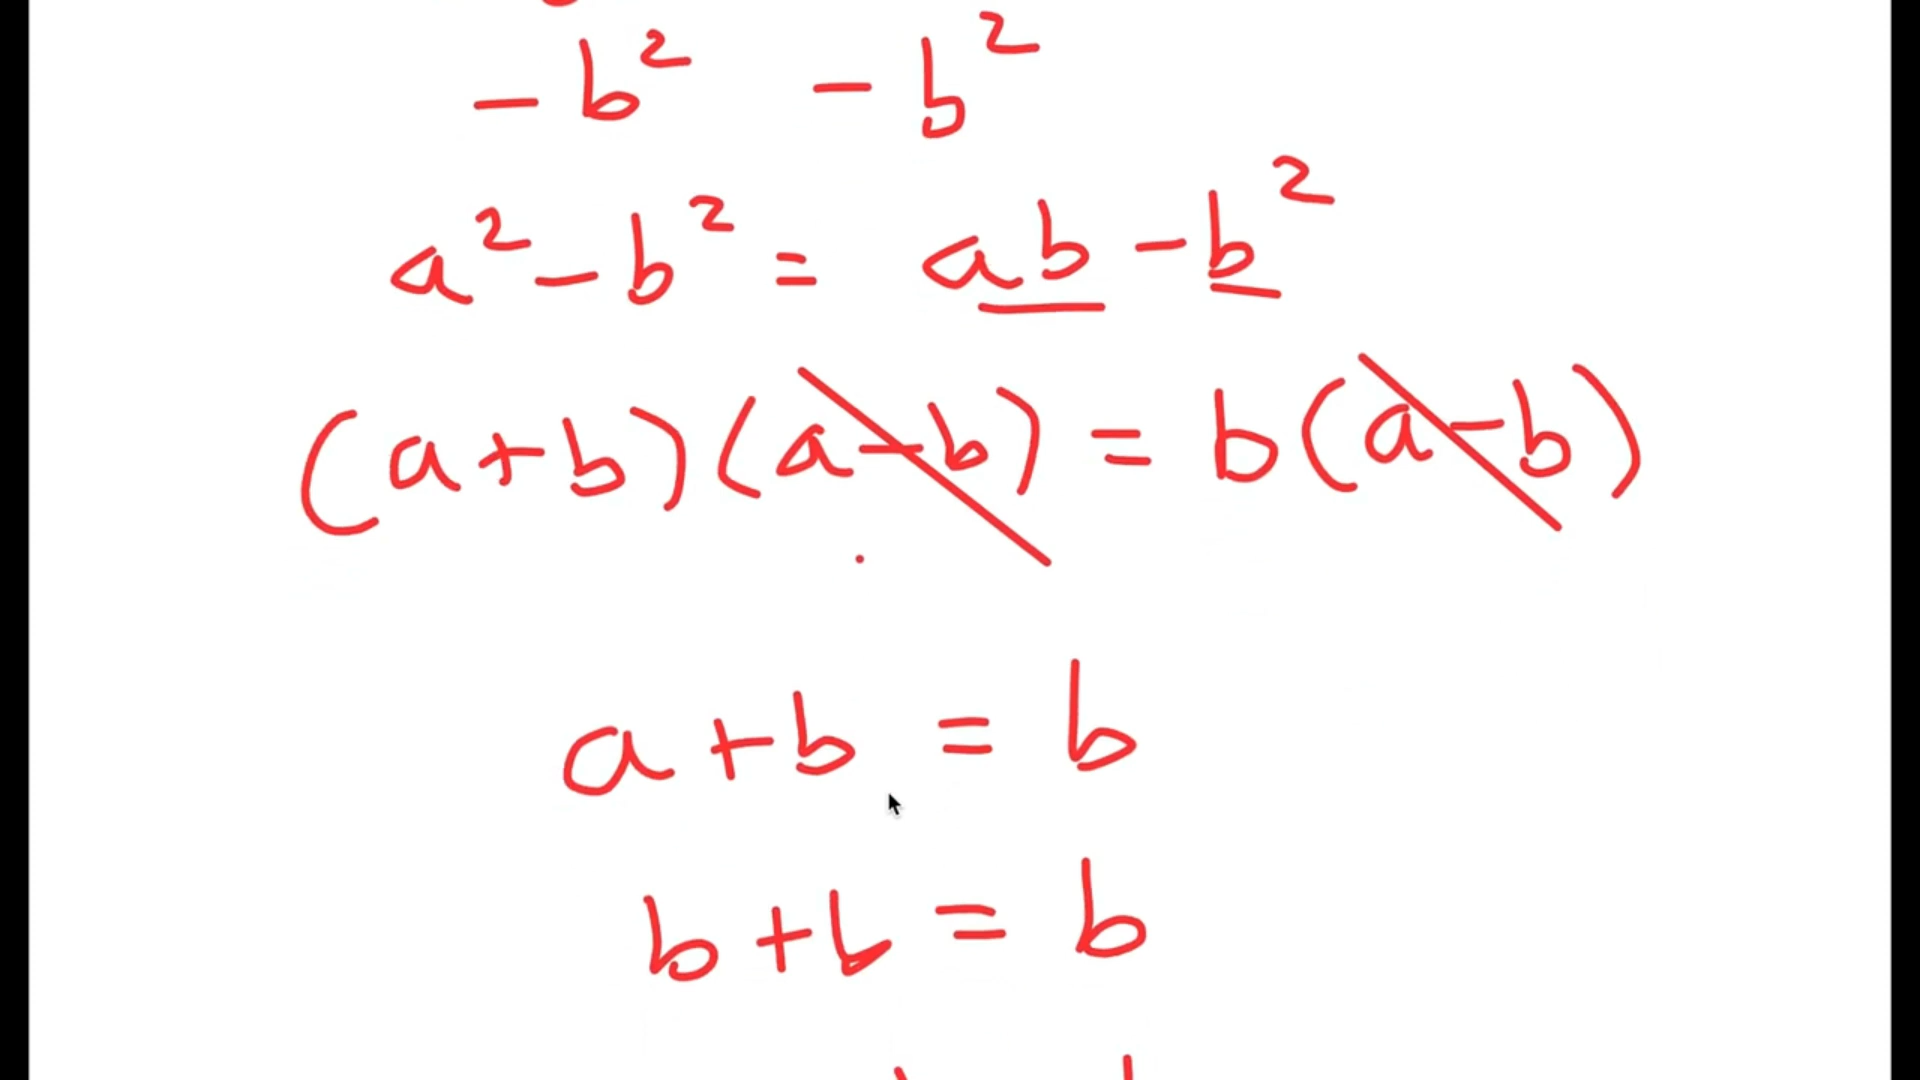 - b² - b²
a² - b² = ab - b²
(a+b)(a-b) = b(a-b)
a + b = b
b + b = b